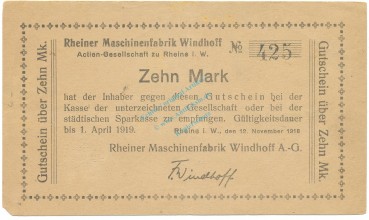 Rheiner Maschinenfabrik Windhoff
Actien-Gesellschaft zu Rheine i. W.
№ 425
Zehn Mark
hat der Inhaber gegen diesen Gutschein bei der
Kasse der unterzeichneten Gesellschaft oder bei der
städtischen Sparkasse zu empfangen. Gültigkeitsdauer
bis 1. April 1919.
Rheine i. W., den 12. November 1918
Rheiner Maschinenfabrik Windhoff A.-G.
F. Windhoff
Gutschein über Zehn Mk.
Gutschein über Zehn Mk.